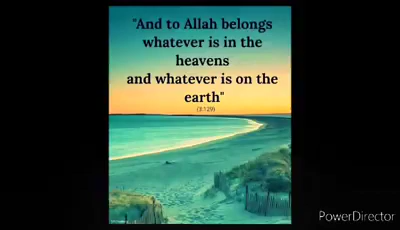 "And to Allah belongs
whatever is in the
heavens
and whatever is on the
earth"
(3:129)
PowerDirector